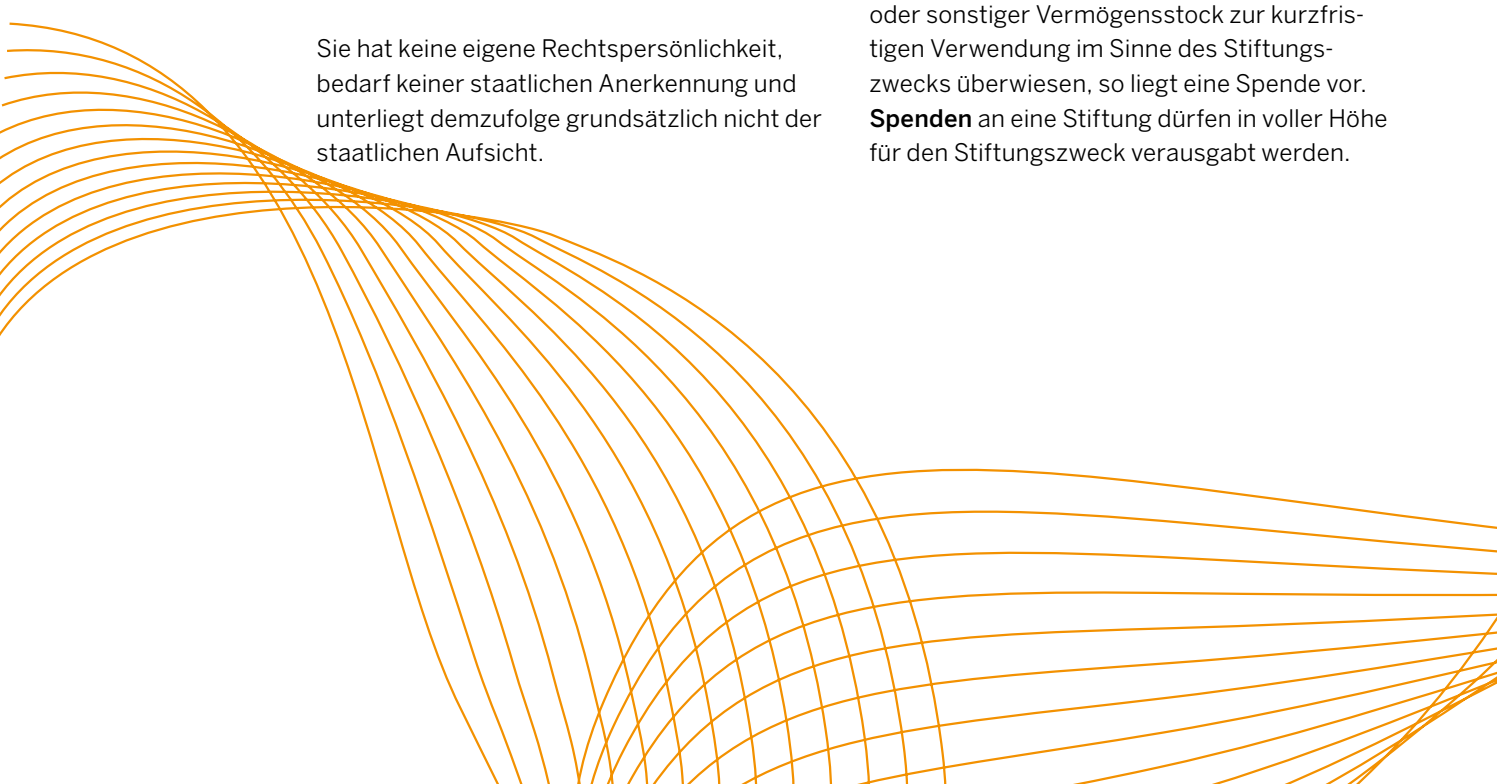 Sie hat keine eigene Rechtspersönlichkeit,
bedarf keiner staatlichen Anerkennung und
unterliegt demzufolge grundsätzlich nicht der
staatlichen Aufsicht.
oder sonstiger Vermögensstock zur kurzfris-
tigen Verwendung im Sinne des Stiftungs-
zwecks überwiesen, so liegt eine Spende vor.
Spenden an eine Stiftung dürfen in voller Höhe
für den Stiftungszweck verausgabt werden.